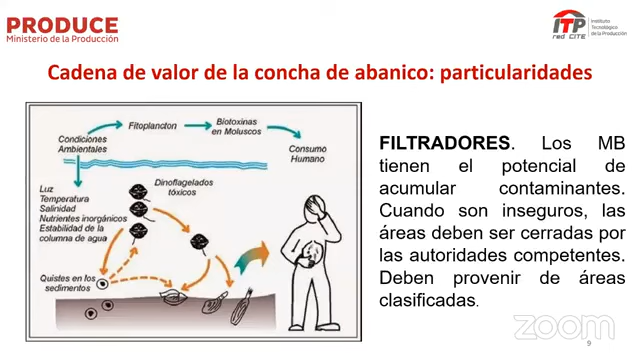 PRODUCE
Ministerio de la Producción
ITP
red CITE
Instituto
Tecnológico
de la Producción
Cadena de valor de la concha de abanico: particularidades
Condiciones
Ambientales
Fitoplancton
Biotoxinas
en Moluscos
Consumo
Humano
Luz
Temperatura
Salinidad
Nutrientes inorgánicos
Estabilidad de la
columna de agua
Dinoflagelados
tóxicos
Quistes en los
sedimentos
FILTRADORES. Los MB
tienen el potencial de
acumular contaminantes.
Cuando son inseguros, las
áreas deben ser cerradas por
las autoridades competentes.
Deben provenir de áreas
clasificadas.
zoom
9